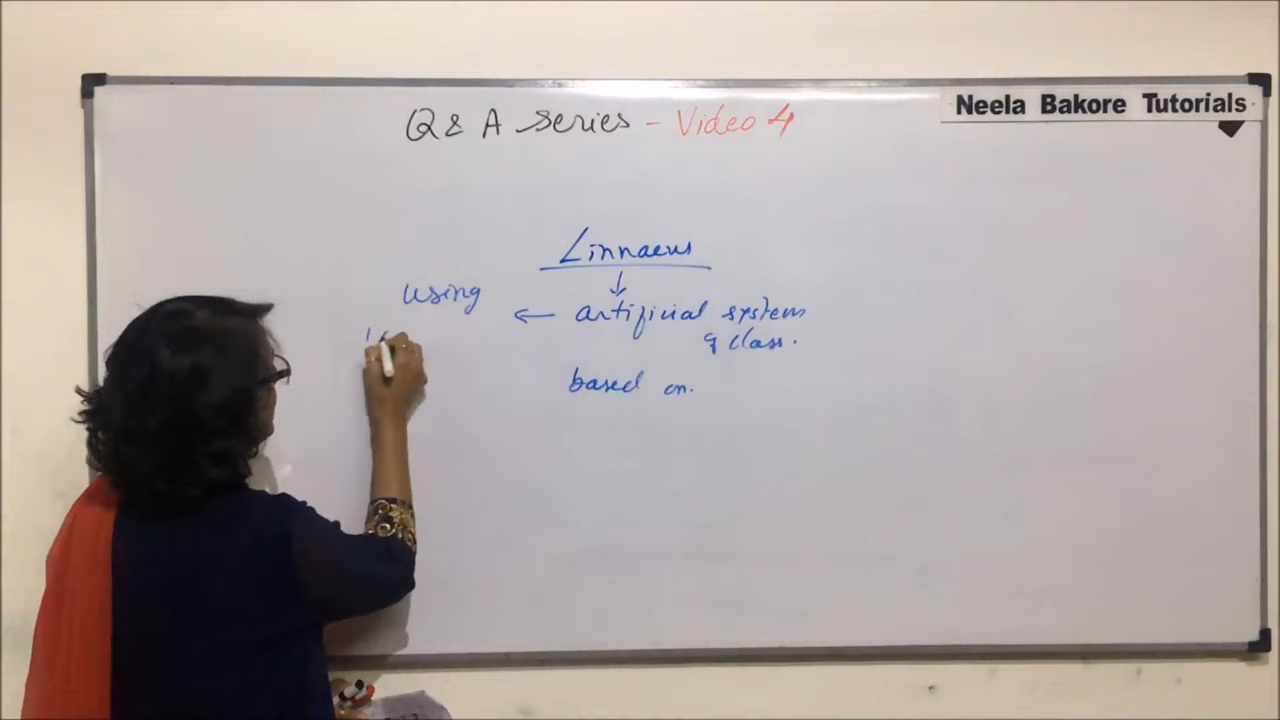 Q & A series - Video 4
Neela Bakore Tutorials
Linnaeus
using
← artificial system
of class.
based on.